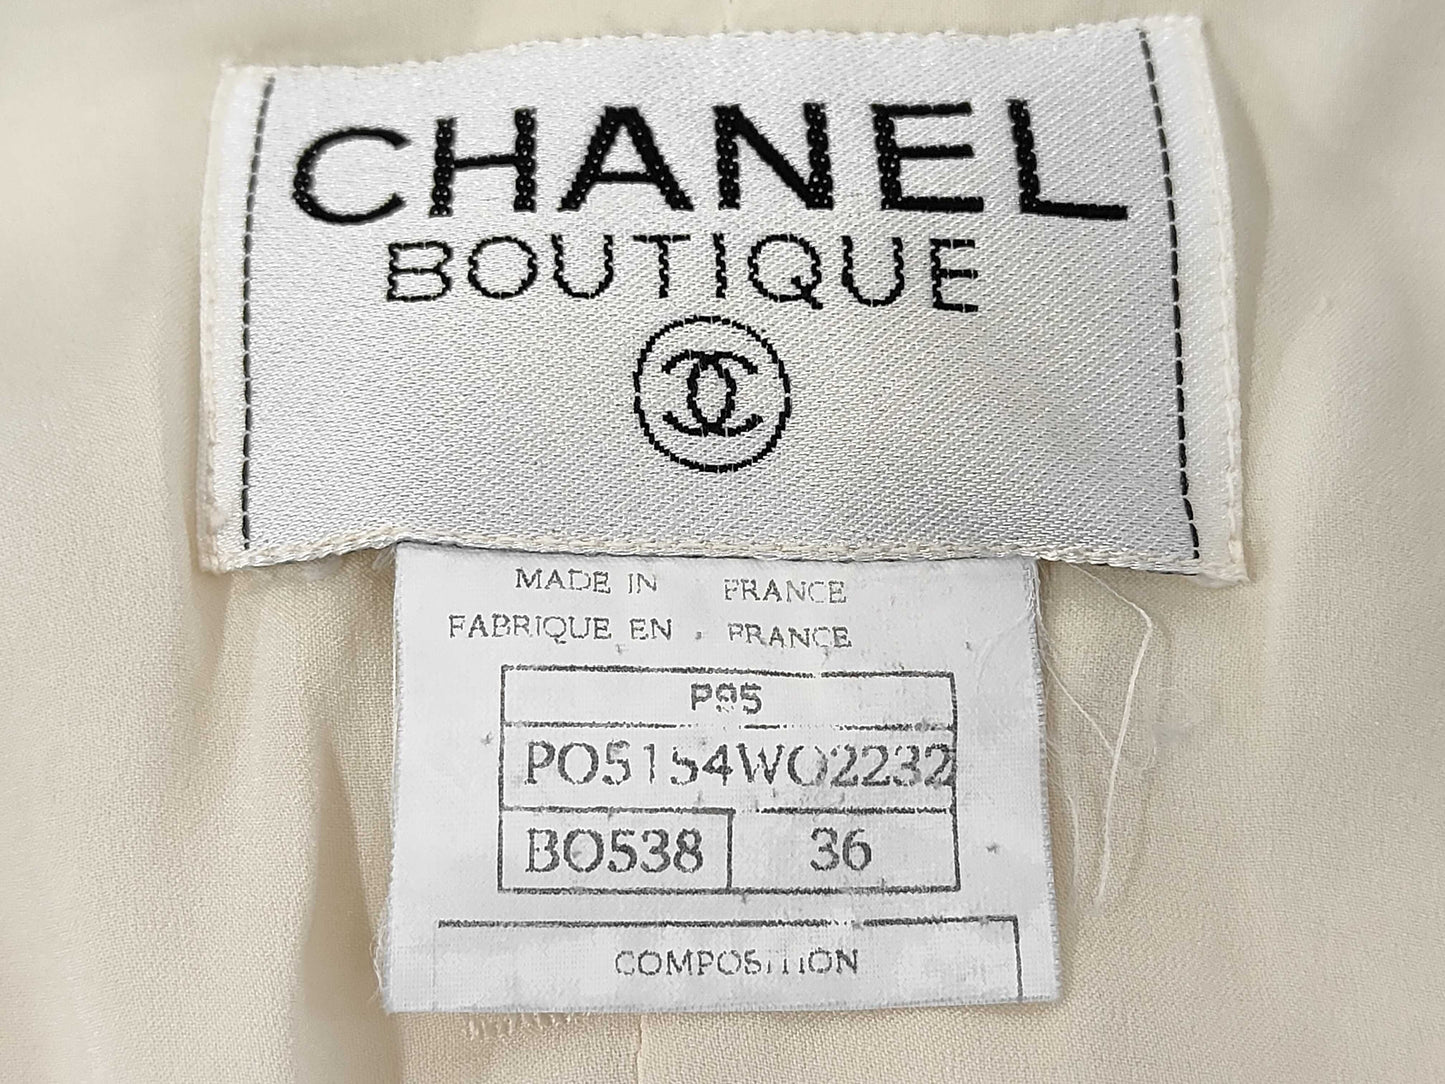 CHANEL
BOUTIQUE
MADE IN FRANCE
FABRIQUE EN FRANCE
P95
PO5154WO2232
BO538 36
COMPOSITION